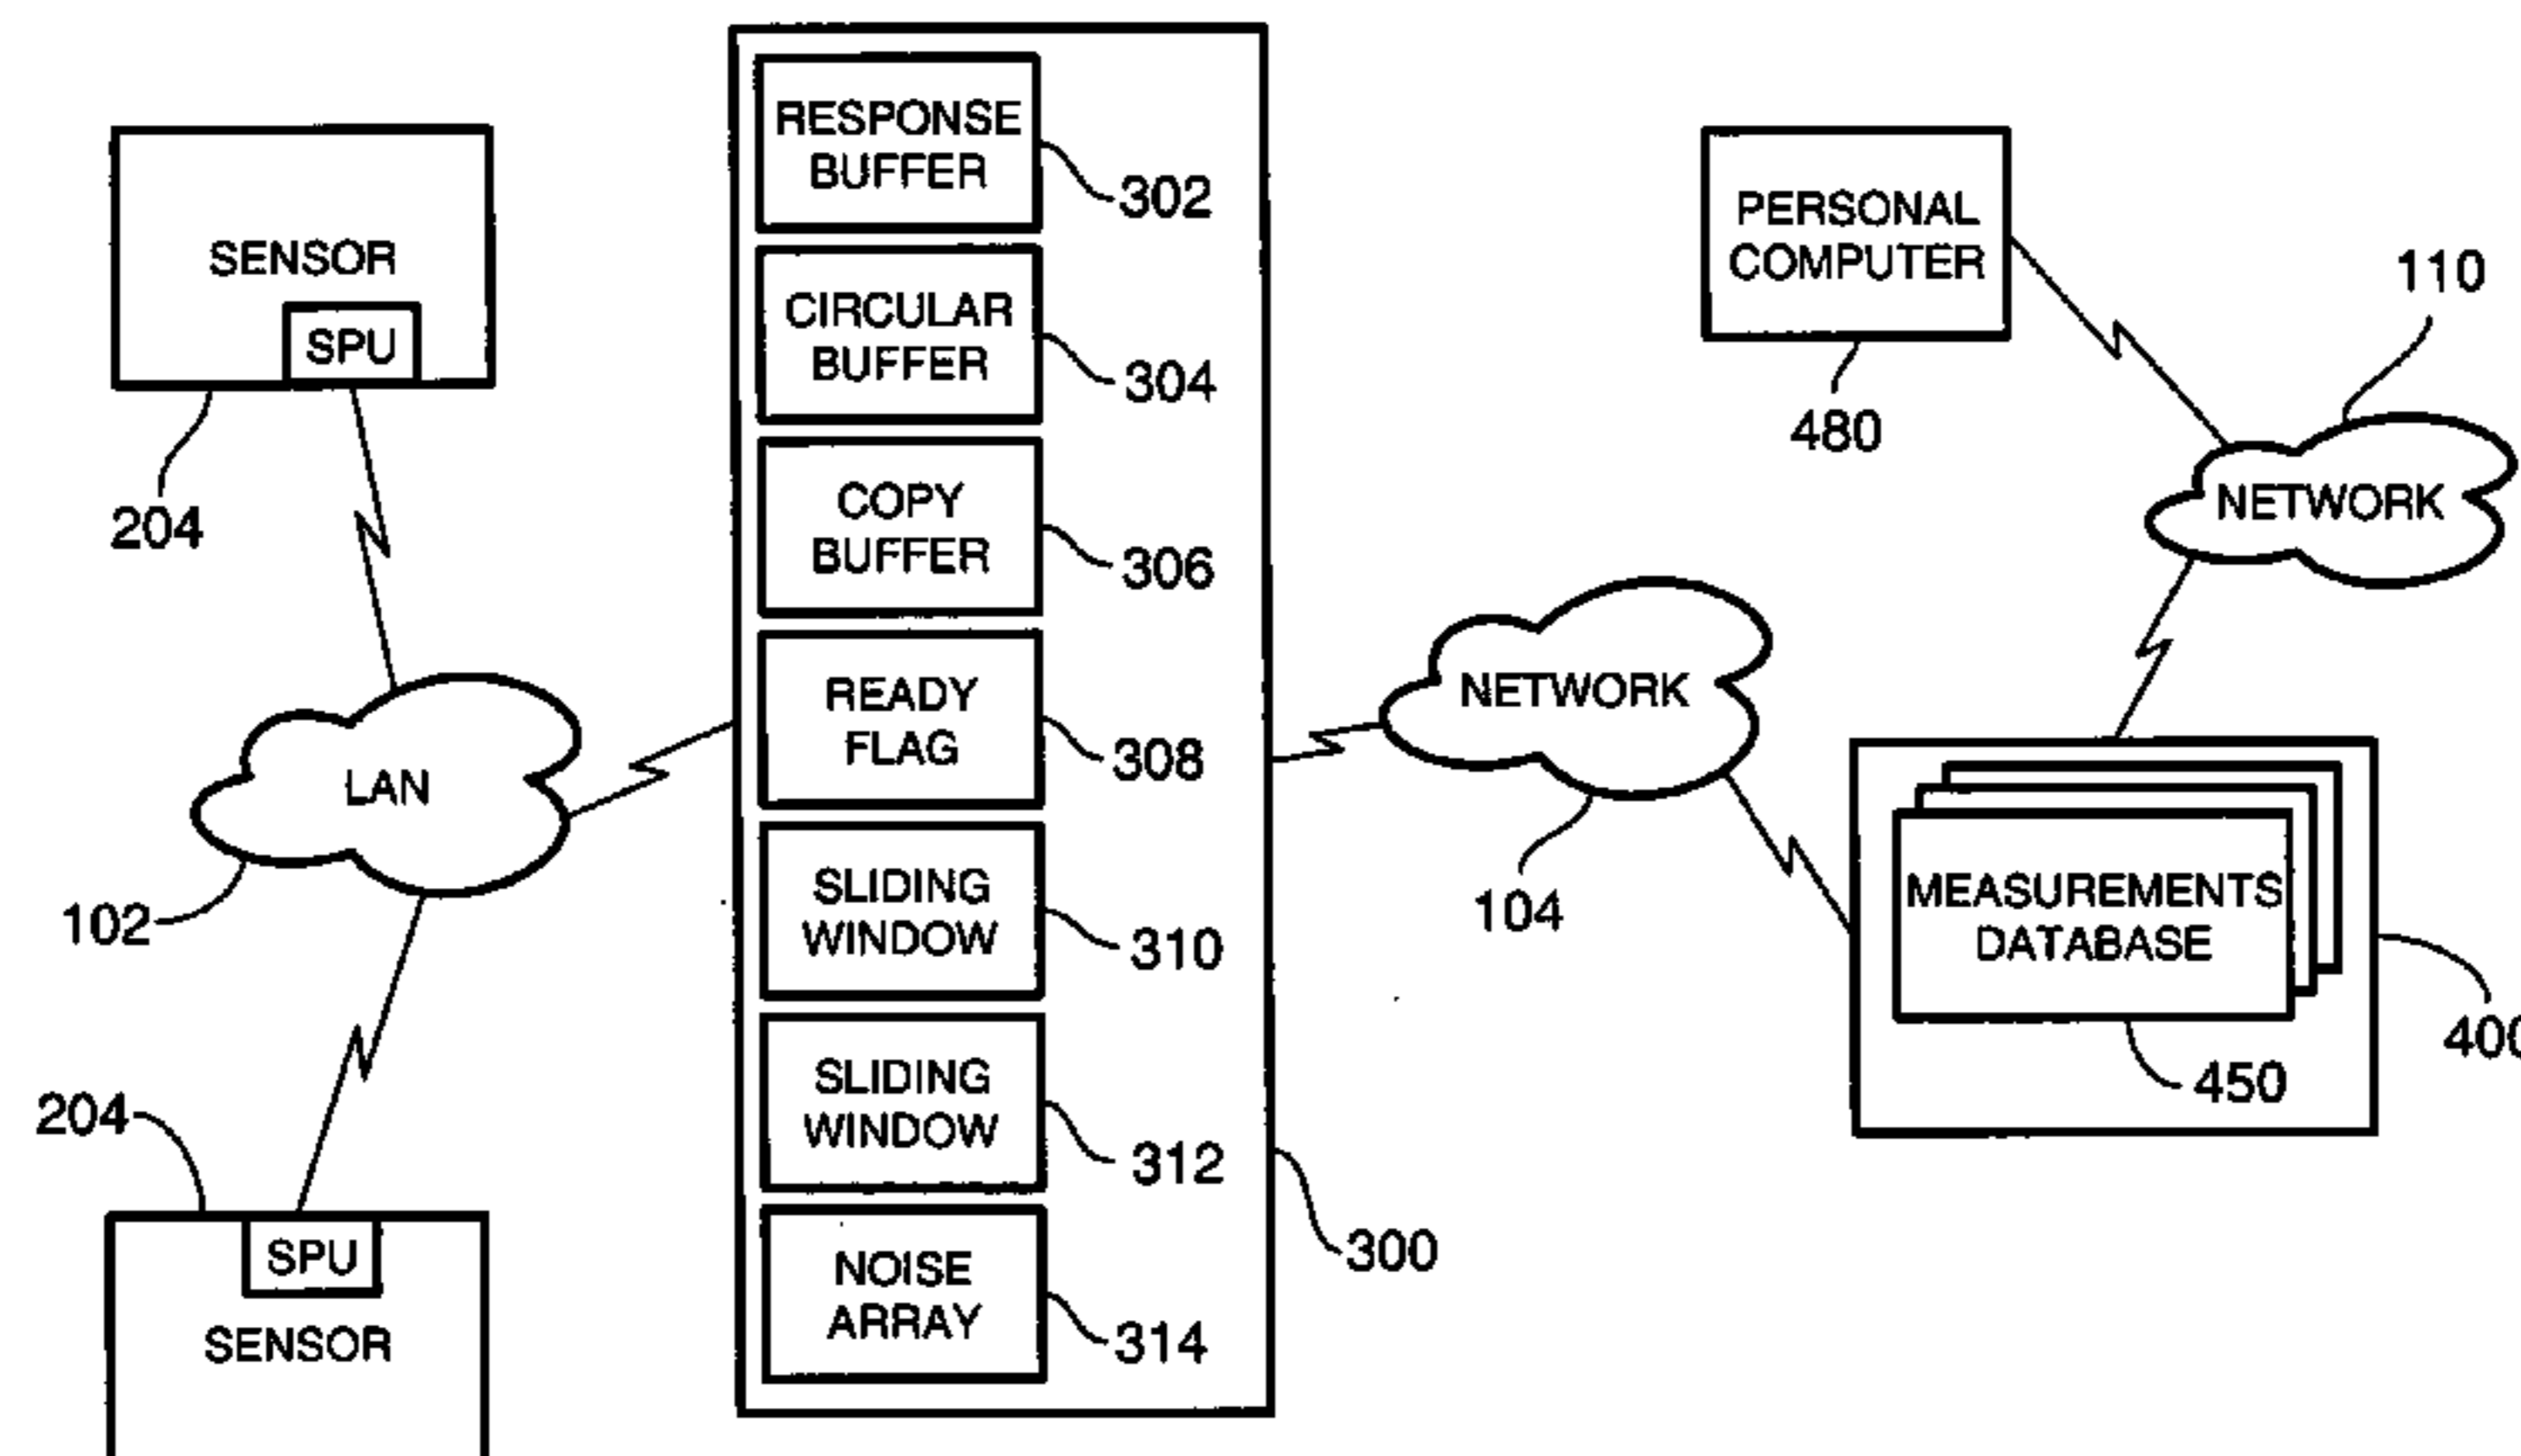 SENSOR
SPU
204
LAN
102
204
SPU
SENSOR
RESPONSE
BUFFER
302
CIRCULAR
BUFFER
304
COPY
BUFFER
306
READY
FLAG
308
SLIDING
WINDOW
310
SLIDING
WINDOW
312
NOISE
ARRAY
314
300
NETWORK
104
PERSONAL
COMPUTER
480
110
NETWORK
MEASUREMENTS
DATABASE
450
400